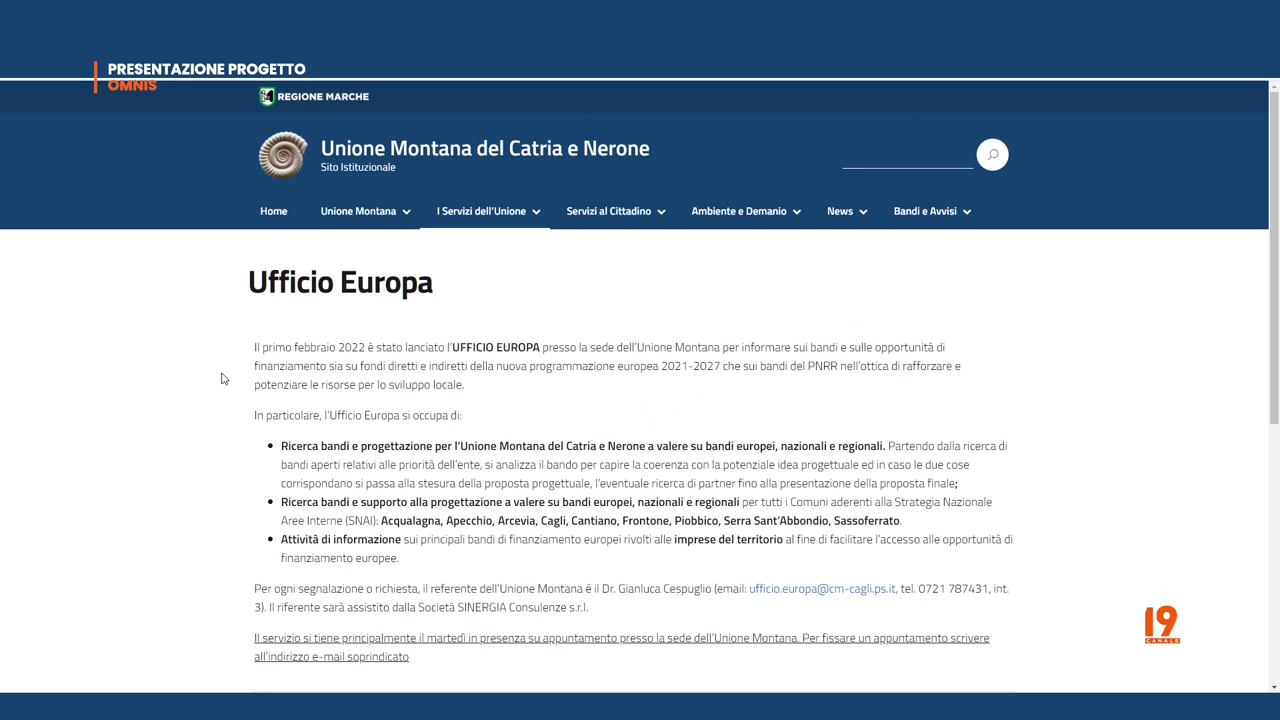 PRESENTAZIONE PROGETTO
OMNIS
REGIONE MARCHE
Unione Montana del Catria e Nerone
Sito Istituzionale
Home Unione Montana I Servizi dell'Unione Servizi al Cittadino Ambiente e Demanio News Bandi e Avvisi
Ufficio Europa
Il primo febbraio 2022 è stato lanciato l'UFFICIO EUROPA presso la sede dell'Unione Montana per informare sui bandi e sulle opportunità di
finanziamento sia su fondi diretti e indiretti della nuova programmazione europea 2021-2027 che sui bandi del PNRR nell'ottica di rafforzare e
potenziare le risorse per lo sviluppo locale.
In particolare, l'Ufficio Europa si occupa di:
Ricerca bandi e progettazione per l'Unione Montana del Catria e Nerone a valere su bandi europei, nazionali e regionali. Partendo dalla ricerca di
bandi aperti relativi alle priorità dell'ente, si analizza il bando per capire la coerenza con la potenziale idea progettuale ed in caso le due cose
corrispondano si passa alla stesura della proposta progettuale, l'eventuale ricerca di partner fino alla presentazione della proposta finale;
Ricerca bandi e supporto alla progettazione a valere su bandi europei, nazionali e regionali per tutti i Comuni aderenti alla Strategia Nazionale
Aree Interne (SNAI): Acqualagna, Apecchio, Arcevia, Cagli, Cantiano, Frontone, Piobbico, Serra Sant'Abbondio, Sassoferrato.
Attività di informazione sui principali bandi di finanziamento europei rivolti alle imprese del territorio al fine di facilitare l'accesso alle opportunità di
finanziamento europee.
Per ogni segnalazione o richiesta, il referente dell'Unione Montana é il Dr. Gianluca Cespuglio (email: ufficio.europa@cm-cagli.ps.it, tel. 0721 787431, int.
3). Il riferente sarà assistito dalla Società SINERGIA Consulenze s.r.l.
Il servizio si tiene principalmente il martedì in presenza su appuntamento presso la sede dell'Unione Montana. Per fissare un appuntamento scrivere
all'indirizzo e-mail soprindicato
19
CANALE